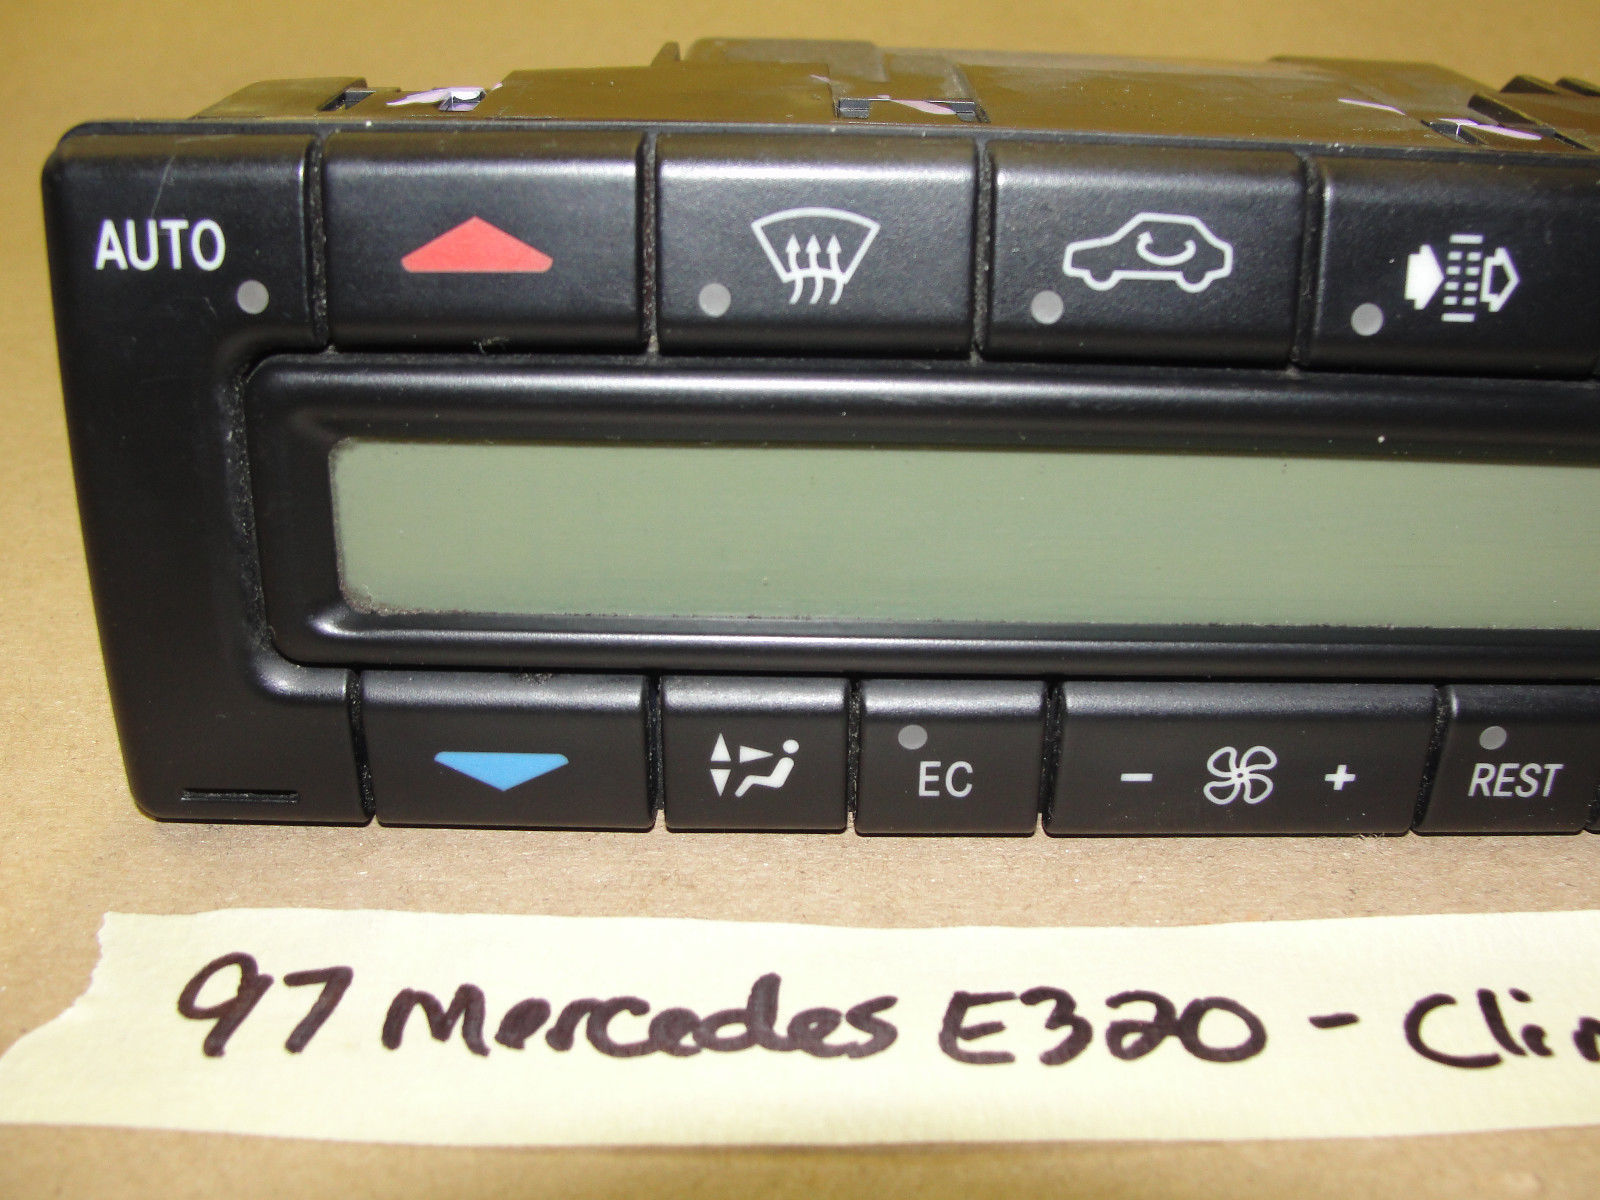 AUTO
EC - + REST
97 Mercedes E320 -